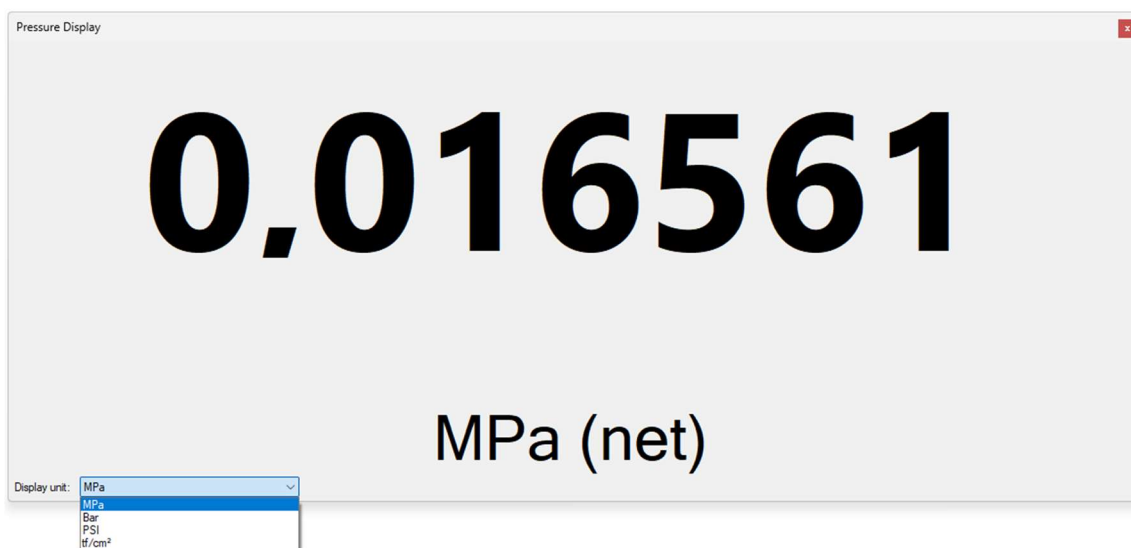 Pressure Display
x
0,016561
MPa (net)
Display unit: MPa
MPa
Bar
PSI
tf/cm²